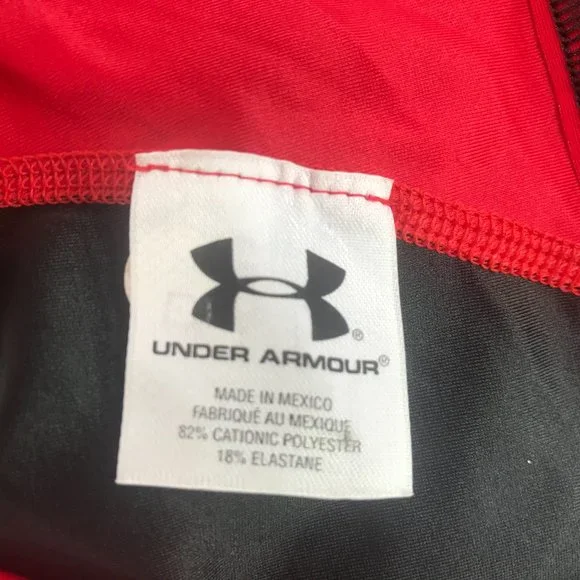 ®
UNDER ARMOUR®
MADE IN MEXICO
FABRIQUÉ AU MEXIQUE
82% CATIONIC POLYESTER
18% ELASTANE